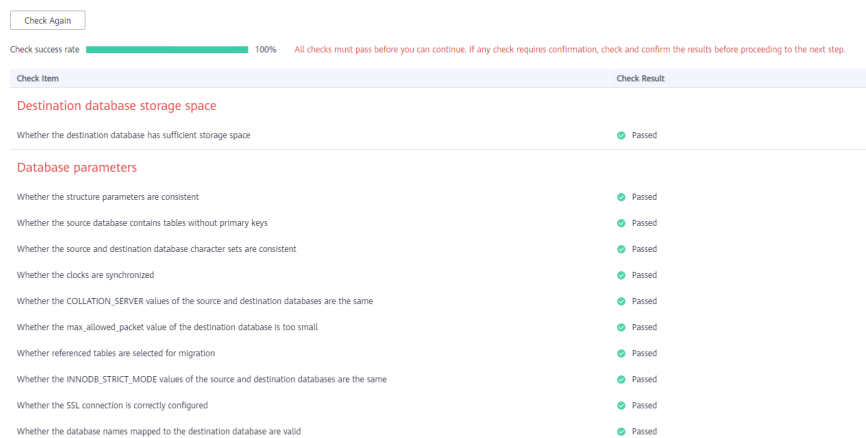 Check Again
Check success rate 100% All checks must pass before you can continue. If any check requires confirmation, check and confirm the results before proceeding to the next step.
Check Item Check Result
Destination database storage space
Whether the destination database has sufficient storage space Passed
Database parameters
Whether the structure parameters are consistent Passed
Whether the source database contains tables without primary keys Passed
Whether the source and destination database character sets are consistent Passed
Whether the clocks are synchronized Passed
Whether the COLLATION_SERVER values of the source and destination databases are the same Passed
Whether the max_allowed_packet value of the destination database is too small Passed
Whether referenced tables are selected for migration Passed
Whether the INNODB_STRICT_MODE values of the source and destination databases are the same Passed
Whether the SSL connection is correctly configured Passed
Whether the database names mapped to the destination database are valid Passed